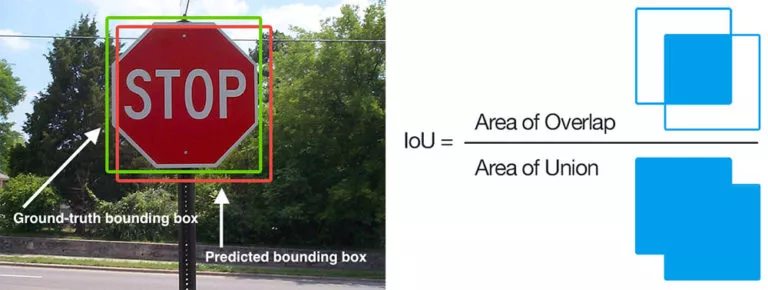 STOP
Ground-truth bounding box
Predicted bounding box
IoU =
Area of Overlap
Area of Union